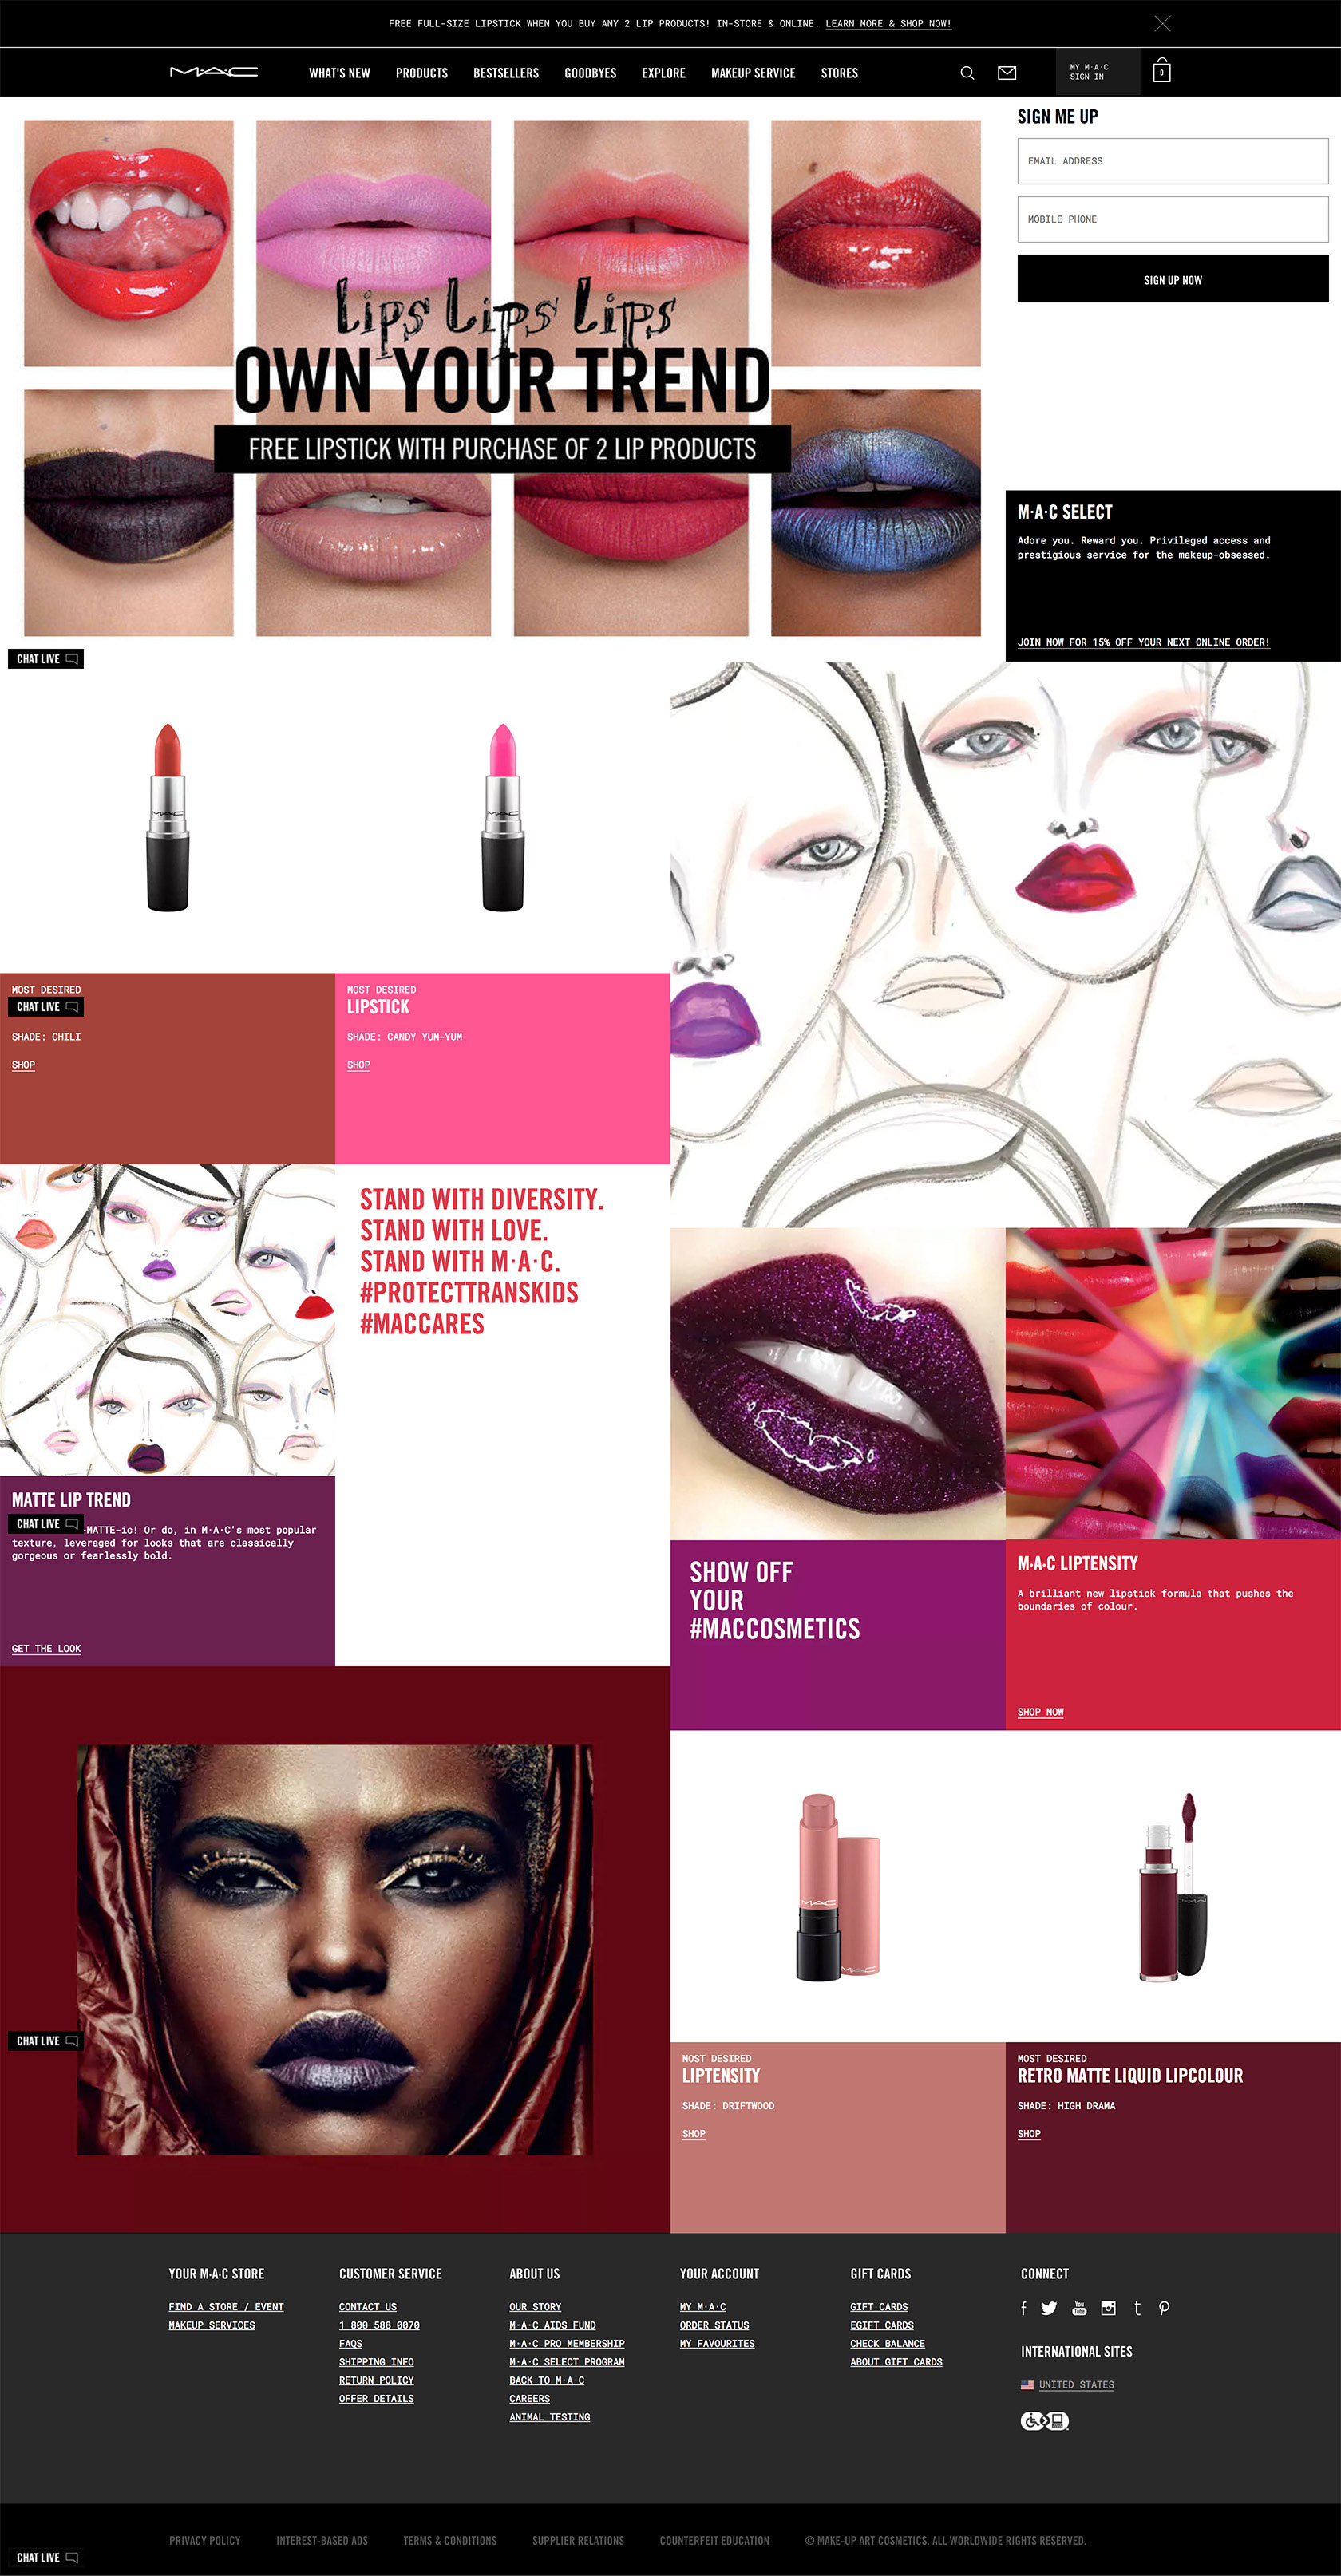 FREE FULL-SIZE LIPSTICK WHEN YOU BUY ANY 2 LIP PRODUCTS! IN-STORE & ONLINE. LEARN MORE & SHOP NOW!
MAC
WHAT'S NEW PRODUCTS BESTSELLERS GOODBYES EXPLORE MAKEUP SERVICE STORES
MY M·A·C
SIGN IN
0
Lips Lips Lips
OWN YOUR TREND
FREE LIPSTICK WITH PURCHASE OF 2 LIP PRODUCTS
SIGN ME UP
EMAIL ADDRESS
MOBILE PHONE
SIGN UP NOW
M·A·C SELECT
Adore you. Reward you. Privileged access and
prestigious service for the makeup-obsessed.
JOIN NOW FOR 15% OFF YOUR NEXT ONLINE ORDER!
CHAT LIVE
MAC
MAC
MOST DESIRED
CHAT LIVE
SHADE: CHILI
SHOP
MOST DESIRED
LIPSTICK
SHADE: CANDY YUM-YUM
SHOP
STAND WITH DIVERSITY.
STAND WITH LOVE.
STAND WITH M·A·C.
#PROTECTTRANSKIDS
#MACCARES
MATTE LIP TREND
CHAT LIVE
-MATTE-ic! Or do, in M·A·C's most popular
texture, leveraged for looks that are classically
gorgeous or fearlessly bold.
GET THE LOOK
SHOW OFF
YOUR
#MACCOSMETICS
M·A·C LIPTENSITY
A brilliant new lipstick formula that pushes the
boundaries of colour.
SHOP NOW
CHAT LIVE
MAC
MAC
MAC
MOST DESIRED
LIPTENSITY
SHADE: DRIFTWOOD
SHOP
MOST DESIRED
RETRO MATTE LIQUID LIPCOLOUR
SHADE: HIGH DRAMA
SHOP
YOUR M·A·C STORE
FIND A STORE / EVENT
MAKEUP SERVICES
CUSTOMER SERVICE
CONTACT US
1 800 588 0070
FAQS
SHIPPING INFO
RETURN POLICY
OFFER DETAILS
ABOUT US
OUR STORY
M·A·C AIDS FUND
M·A·C PRO MEMBERSHIP
M·A·C SELECT PROGRAM
BACK TO M·A·C
CAREERS
ANIMAL TESTING
YOUR ACCOUNT
MY M·A·C
ORDER STATUS
MY FAVOURITES
GIFT CARDS
GIFT CARDS
EGIFT CARDS
CHECK BALANCE
ABOUT GIFT CARDS
CONNECT
You Tube
INTERNATIONAL SITES
UNITED STATES
PRIVACY POLICY INTEREST-BASED ADS TERMS & CONDITIONS SUPPLIER RELATIONS COUNTERFEIT EDUCATION © MAKE-UP ART COSMETICS. ALL WORLDWIDE RIGHTS RESERVED.
CHAT LIVE